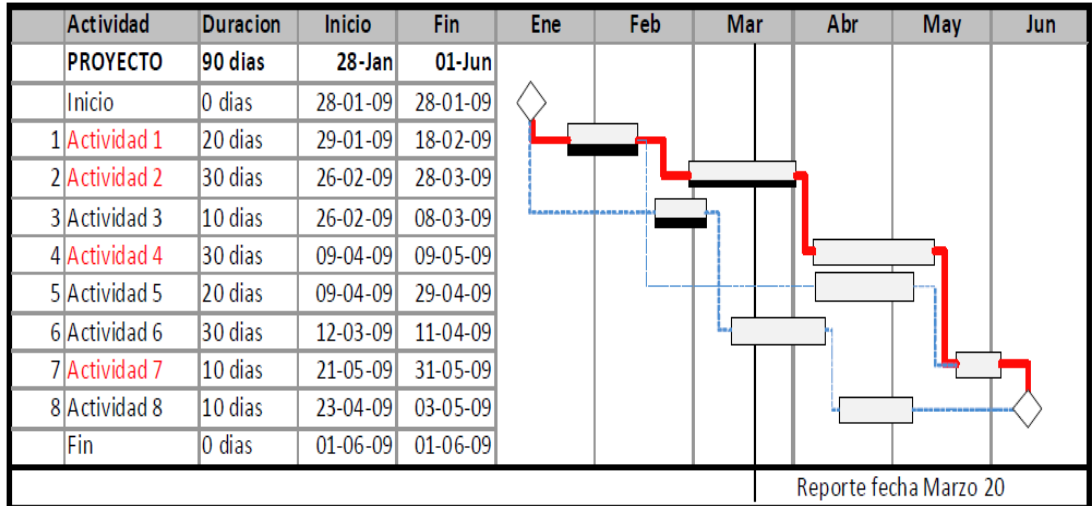 Actividad Duracion Inicio Fin Ene Feb Mar Abr May Jun
PROYECTO 90 dias 28-Jan 01-Jun
Inicio 0 dias 28-01-09 28-01-09
1 Actividad 1 20 dias 29-01-09 18-02-09
2 Actividad 2 30 dias 26-02-09 28-03-09
3 Actividad 3 10 dias 26-02-09 08-03-09
4 Actividad 4 30 dias 09-04-09 09-05-09
5 Actividad 5 20 dias 09-04-09 29-04-09
6 Actividad 6 30 dias 12-03-09 11-04-09
7 Actividad 7 10 dias 21-05-09 31-05-09
8 Actividad 8 10 dias 23-04-09 03-05-09
Fin 0 dias 01-06-09 01-06-09
Reporte fecha Marzo 20